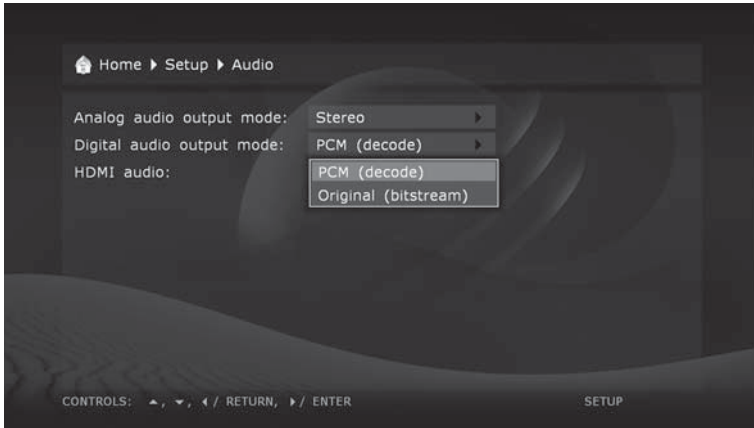 Home ▶ Setup ▶ Audio
Analog audio output mode: Stereo
Digital audio output mode: PCM (decode)
HDMI audio: PCM (decode)
Original (bitstream)
CONTROLS: ▲, ▼, ◀ / RETURN, ▶ / ENTER SETUP